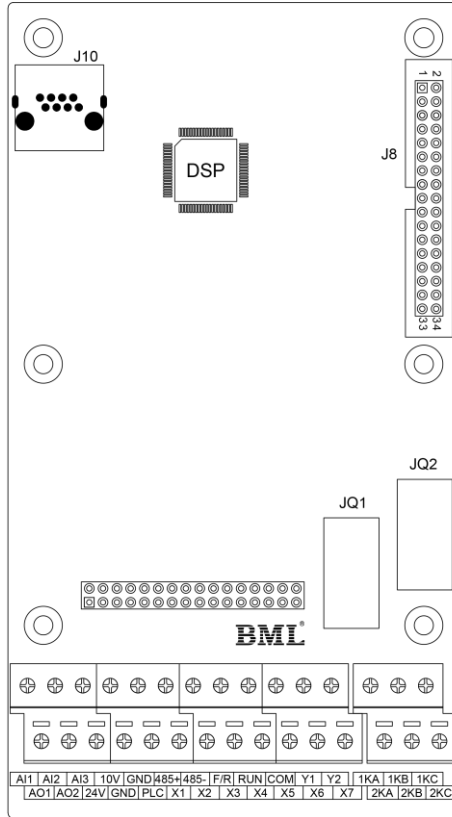 J10
1 2
J8
DSP
33 34
JQ2
JQ1
BML®
AI1 AI2 AI3 10V GND 485+ 485- F/R RUN COM Y1 Y2 1KA 1KB 1KC
AO1 AO2 24V GND PLC X1 X2 X3 X4 X5 X6 X7 2KA 2KB 2KC